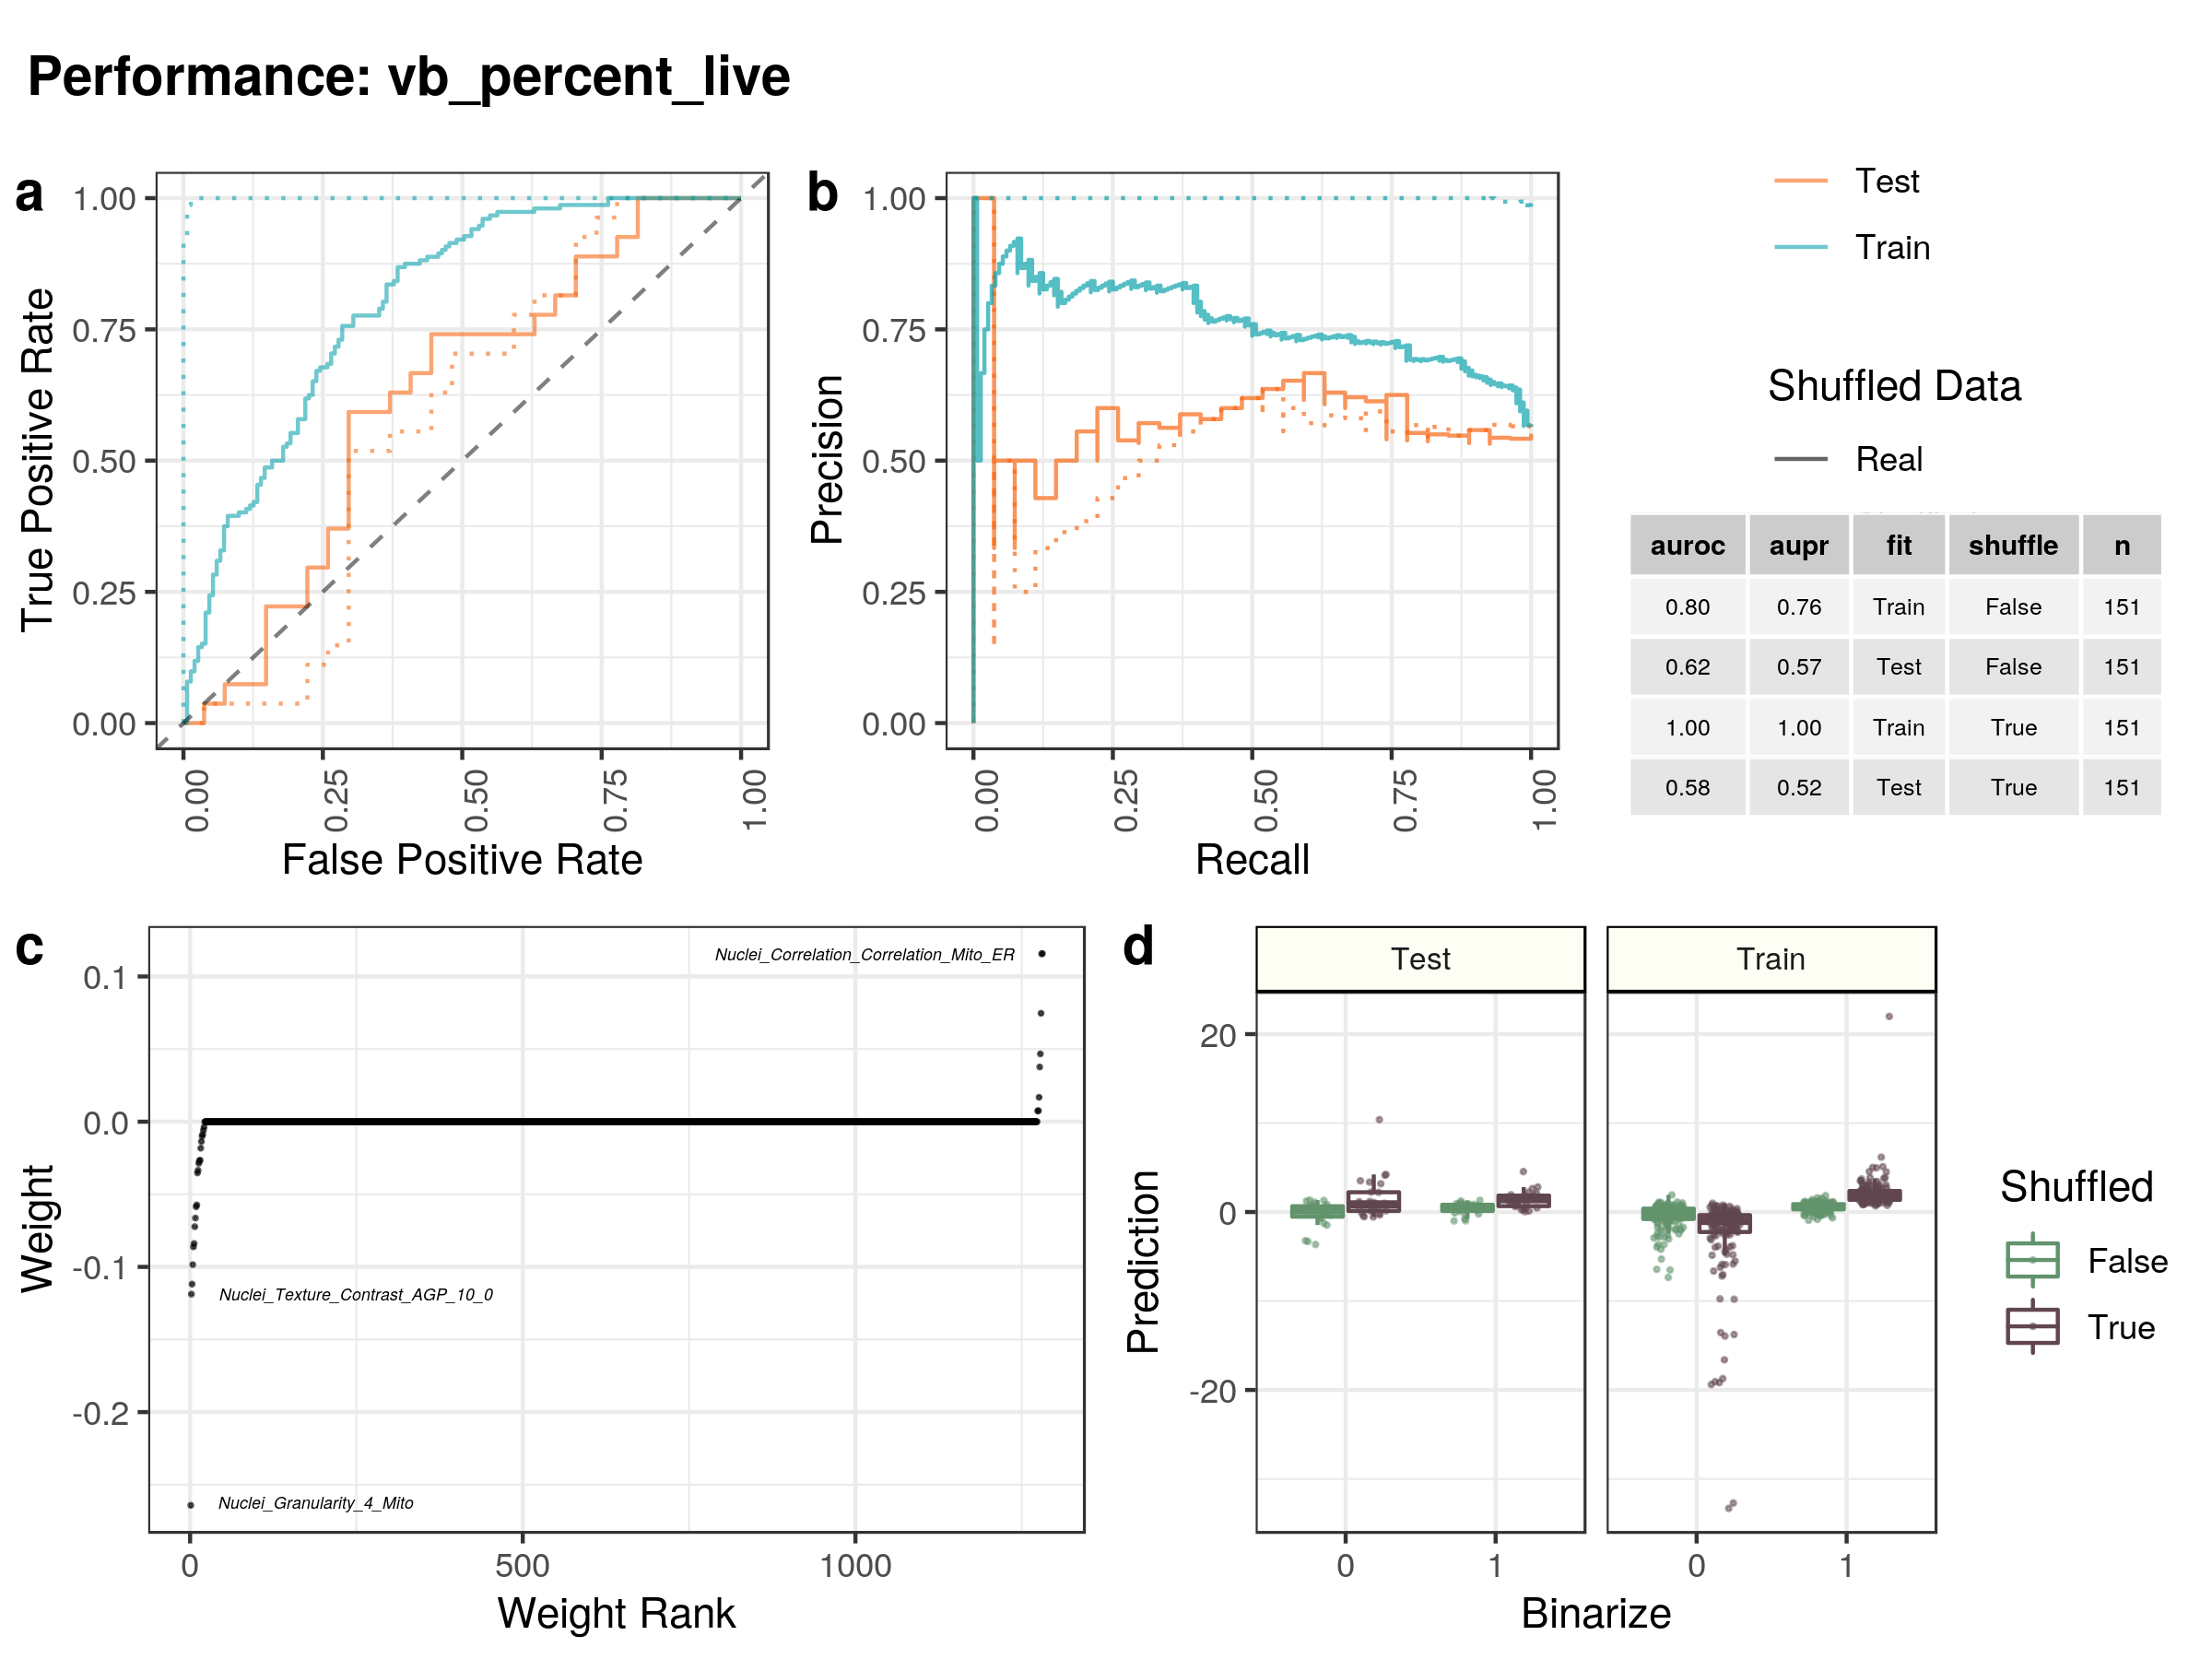 Performance: vb_percent_live
a
1.00
0.75
0.50
0.25
0.00
True Positive Rate
0.00
0.25
0.50
0.75
1.00
False Positive Rate
b
1.00
0.75
0.50
0.25
0.00
Precision
0.00
0.25
0.50
0.75
1.00
Recall
Test
Train
Shuffled Data
Real
auroc aupr fit shuffle n
0.80 0.76 Train False 151
0.62 0.57 Test False 151
1.00 1.00 Train True 151
0.58 0.52 Test True 151
c
0.1
0.0
-0.1
-0.2
Weight
Nuclei_Correlation_Correlation_Mito_ER
Nuclei_Texture_Contrast_AGP_10_0
Nuclei_Granularity_4_Mito
0 500 1000
Weight Rank
d
Test Train
20
0
-20
Prediction
0 1 0 1
Binarize
Shuffled
False
True